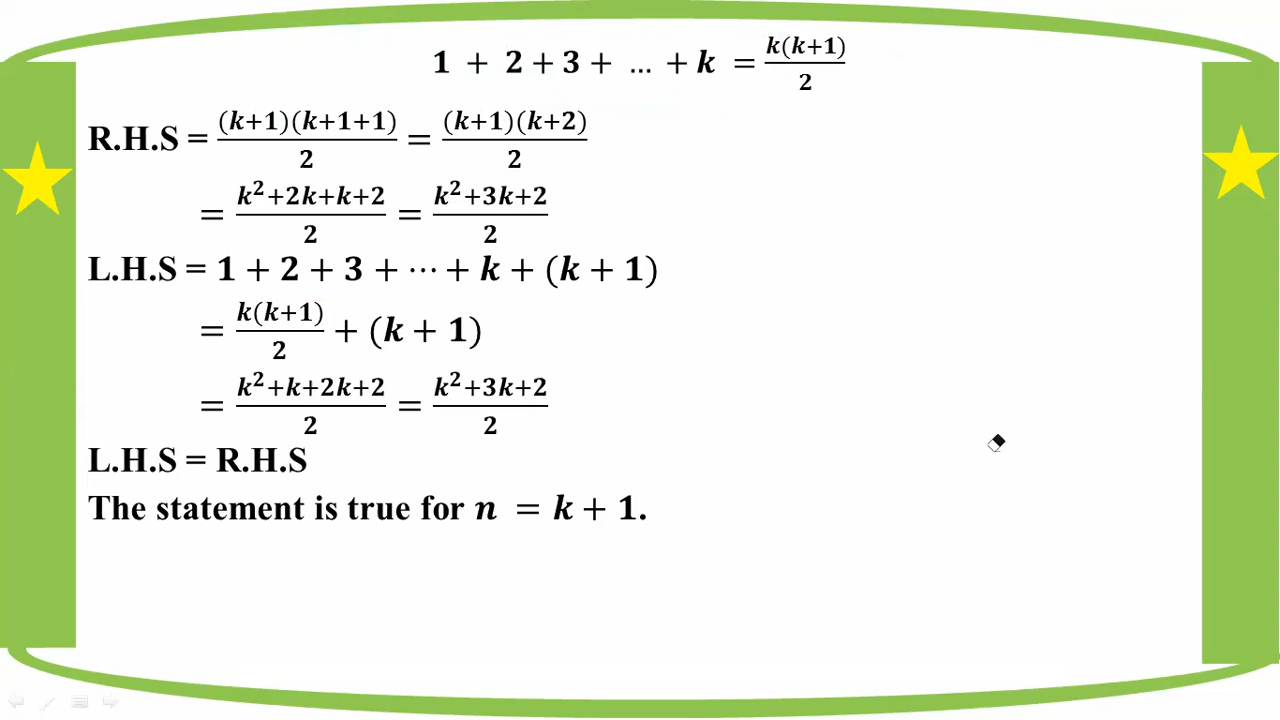 1 + 2 + 3 + … + k = k(k+1)/2
R.H.S = (k+1)(k+1+1)/2 = (k+1)(k+2)/2
= k²+2k+k+2/2 = k²+3k+2/2
L.H.S = 1 + 2 + 3 + ⋯ + k + (k + 1)
= k(k+1)/2 + (k + 1)
= k²+k+2k+2/2 = k²+3k+2/2
L.H.S = R.H.S
The statement is true for n = k + 1.